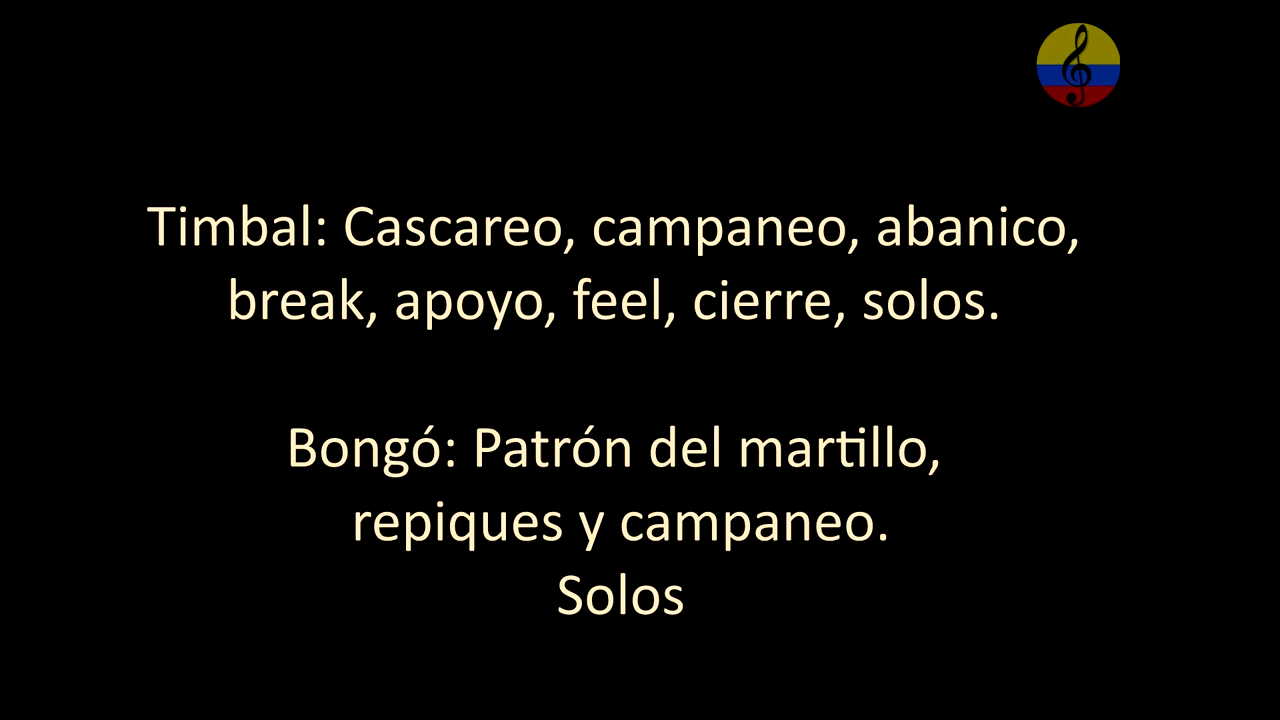 Timbal: Cascareo, campaneo, abanico,
break, apoyo, feel, cierre, solos.
Bongó: Patrón del martillo,
repiques y campaneo.
Solos